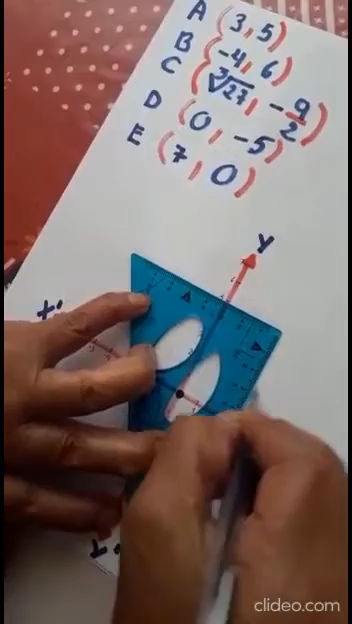 A (3, 5)
B (-4, 6)
C (∛27, -9/2)
D (0, -5)
E (7, 0)
Y
X'
clideo.com